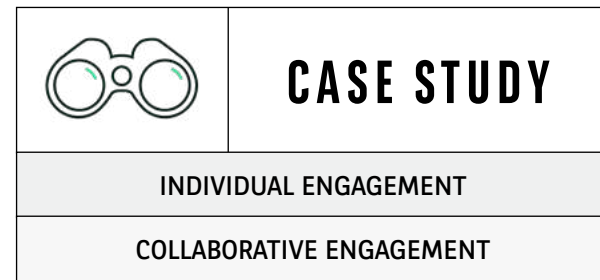 CASE STUDY
INDIVIDUAL ENGAGEMENT
COLLABORATIVE ENGAGEMENT